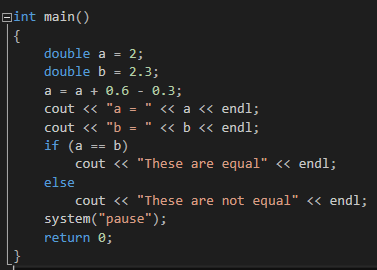 int main()
{
    double a = 2;
    double b = 2.3;
    a = a + 0.6 - 0.3;
    cout << "a = " << a << endl;
    cout << "b = " << b << endl;
    if (a == b)
        cout << "These are equal" << endl;
    else
        cout << "These are not equal" << endl;
    system("pause");
    return 0;
}